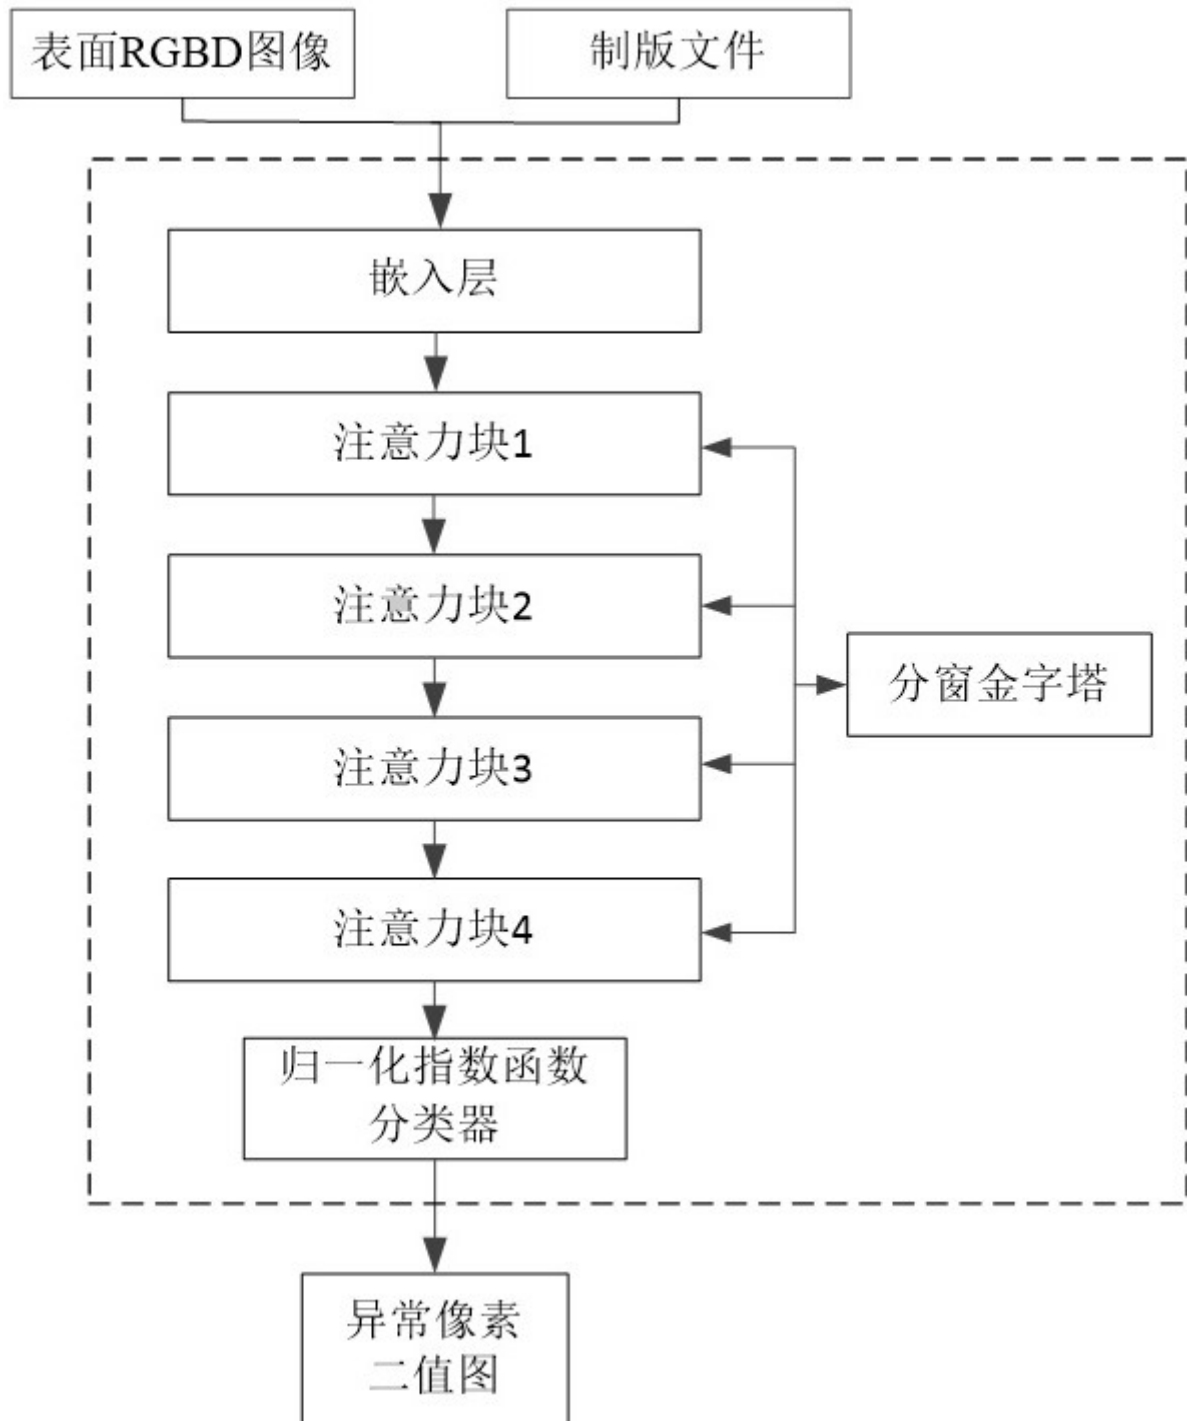 表面RGBD图像
制版文件
嵌入层
注意力块1
注意力块2
注意力块3
分窗金字塔
注意力块4
归一化指数函数
分类器
异常像素
二值图